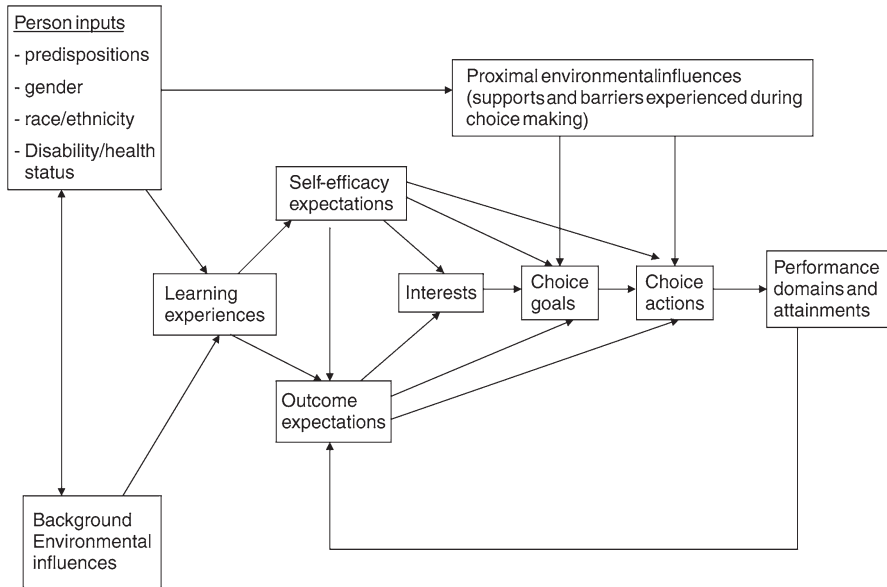 Person inputs
- predispositions
- gender
- race/ethnicity
- Disability/health
status
Proximal environmentalinfluences
(supports and barriers experienced during
choice making)
Self-efficacy
expectations
Learning
experiences
Interests
Choice
goals
Choice
actions
Performance
domains and
attainments
Outcome
expectations
Background
Environmental
influences